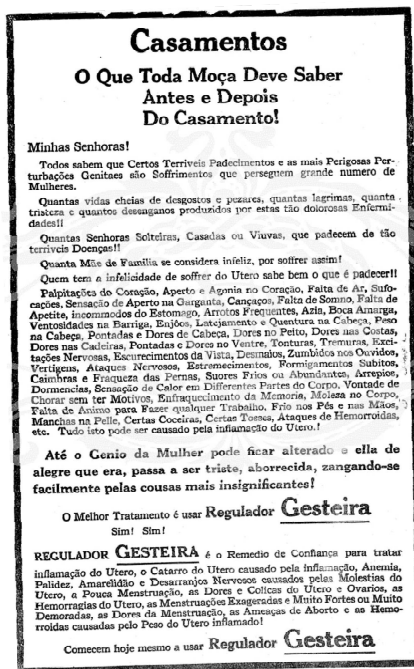 Casamentos
O Que Toda Moça Deve Saber
Antes e Depois
Do Casamento!
Minhas Senhoras!
Todos sabem que Certos Terriveis Padecimentos e as mais Perigosas Per-
turbações Genitaes são Soffrimentos que perseguem grande numero de
Mulheres.
Quantas vidas cheias de desgostos e pezares, quantas lagrimas, quanta
tristeza e quantos desenganos produzidos por estas tão dolorosas Enfermi-
dades!!
Quantas Senhoras Solteiras, Casadas ou Viuvas, que padecem de tão
terriveis Doenças!!
Quanta Mãe de Familia se considera infeliz, por soffrer assim!
Quem tem a infelicidade de soffrer do Utero sabe bem o que é padecer!!
Palpitações do Coração, Aperto e Agonia no Coração, Falta de Ar, Sufo-
cações, Sensação de Aperto na Garganta, Cançaços, Falta de Somno, Falta de
Apetite, incommodos do Estomago, Arrotos Frequentes, Azia, Boca Amarga,
Ventosidades na Barriga, Enjôos, Latejamento e Quentura na Cabeça, Peso
na Cabeça, Pontadas e Dores de Cabeça, Dores no Peito, Dores nas Costas,
Dores nas Cadeiras, Pontadas e Dores no Ventre, Tonturas, Tremuras, Exci-
tações Nervosas, Escurecimentos da Vista, Desmaios, Zumbidos nos Ouvidos,
Vertigens, Ataques Nervosos, Estremecimentos, Formigamentos Subitos,
Caimbras e Fraqueza das Pernas, Suores Frios ou Abundantes, Arrepios,
Dormencias, Sensação de Calor em Differentes Partes do Corpo, Vontade de
Chorar sem ter Motivos, Enfraquecimento da Memoria, Moleza no Corpo,
Falta de Animo para Fazer qualquer Trabalho, Frio nos Pés e nas Mãos,
Manchas na Pelle, Certas Coceiras, Certas Tosses, Ataques de Hemorroidas,
etc. Tudo isto pode ser causado pela inflamação do Utero!
Até o Genio da Mulher pode ficar alterado e ella de
alegre que era, passa a ser triste, aborrecida, zangando-se
facilmente pelas cousas mais insignificantes!
O Melhor Tratamento é usar Regulador Gesteira
Sim! Sim!
REGULADOR GESTEIRA é o Remedio de Confiança para tratar
inflamação do Utero, o Catarro do Utero causado pela inflamação, Anemia,
Palidez, Amarelidão e Desarranjos Nervosos causados pelas Molestias do
Utero, a Pouca Menstruação, as Dores e Colicas do Utero e Ovarios, as
Hemorragias do Utero, as Menstruações Exageradas e Muito Fortes ou Muito
Demoradas, as Dores da Menstruação, as Ameaças de Aborto e as Hemo-
rroidas causadas pelo Peso do Utero inflamado!
Comecem hoje mesmo a usar Regulador Gesteira